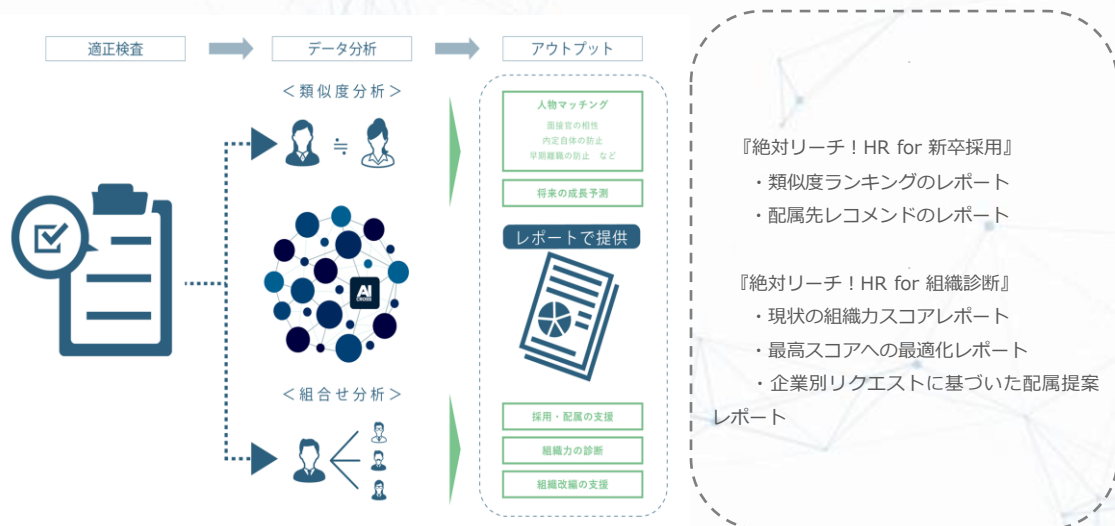 適正検査
データ分析
アウトプット
＜類似度分析＞
≒
人物マッチング
面接官の相性
内定自体の防止
早期離職の防止 など
将来の成長予測
レポートで提供
AI
CROSS
＜組合せ分析＞
採用・配属の支援
組織力の診断
組織改編の支援
『絶対リーチ！HR for 新卒採用』
・類似度ランキングのレポート
・配属先レコメンドのレポート
『絶対リーチ！HR for 組織診断』
・現状の組織力スコアレポート
・最高スコアへの最適化レポート
・企業別リクエストに基づいた配属提案
レポート